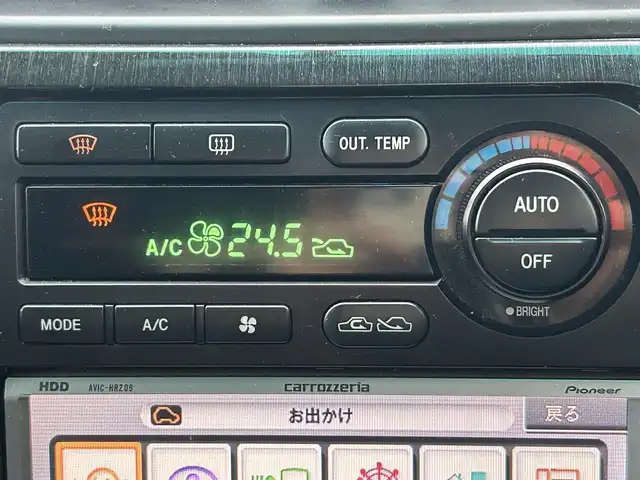 OUT. TEMP
AUTO
A/C 24.5
OFF
BRIGHT
MODE A/C
HDD AVIC-HRZ09 carrozzeria Pioneer
お出かけ 戻る